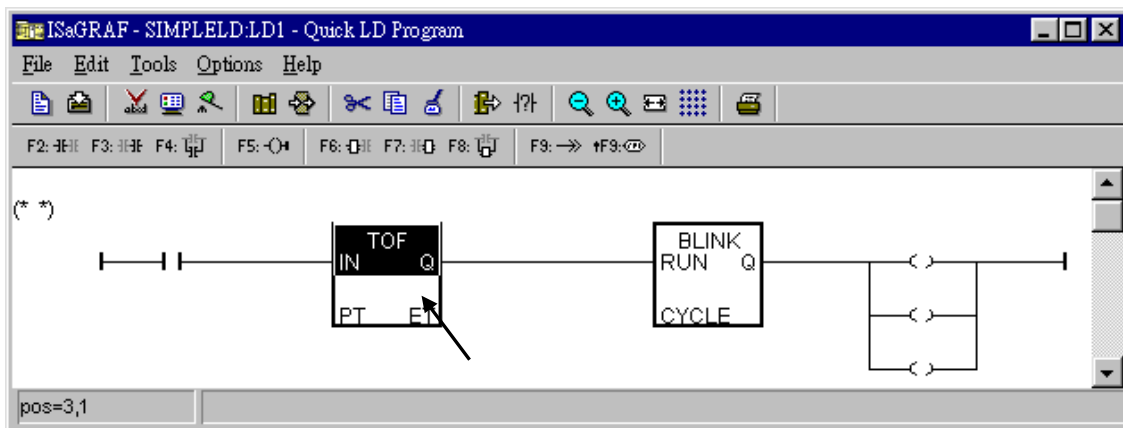 ISaGRAF - SIMPLELD:LD1 - Quick LD Program
File Edit Tools Options Help
F2: F3: F4: F5: F6: F7: F8: F9: F9:
(* *)
TOF BLINK
IN Q RUN Q
PT ET CYCLE
pos=3,1